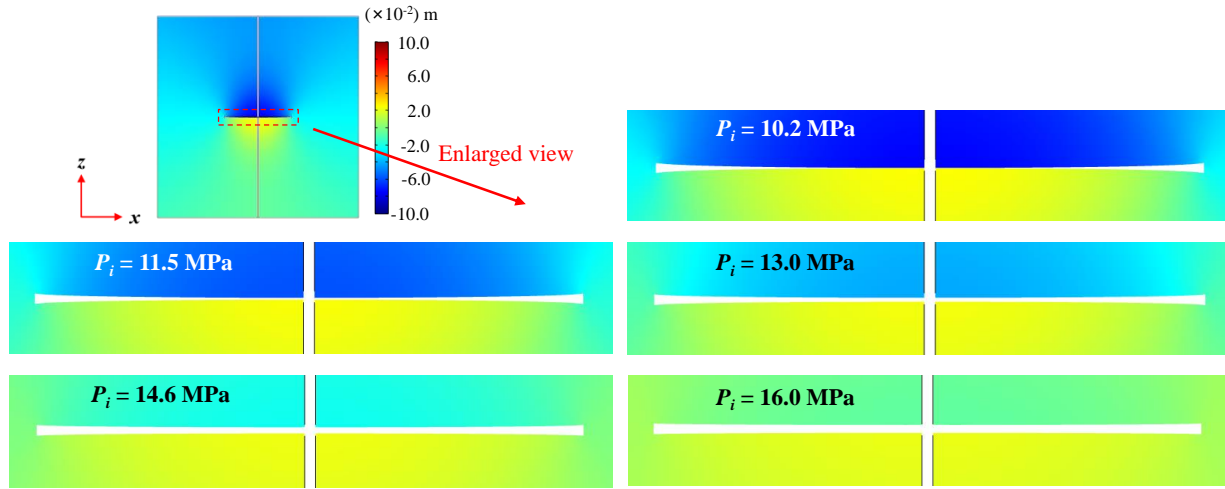 (×10⁻²) m
10.0
6.0
2.0
-2.0
-6.0
-10.0
z
x
Enlarged view
Pᵢ = 10.2 MPa
Pᵢ = 11.5 MPa
Pᵢ = 13.0 MPa
Pᵢ = 14.6 MPa
Pᵢ = 16.0 MPa